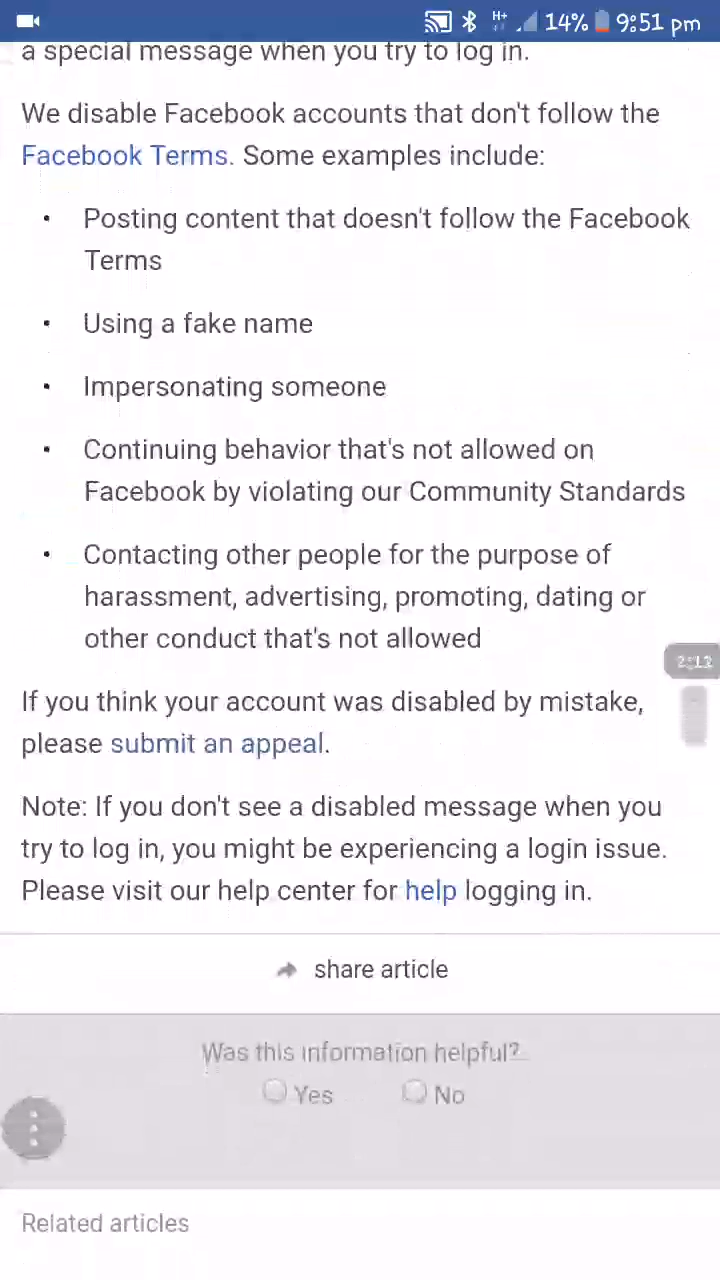 H+ 14% 9:51 pm
a special message when you try to log in.
We disable Facebook accounts that don't follow the
Facebook Terms. Some examples include:
• Posting content that doesn't follow the Facebook
Terms
• Using a fake name
• Impersonating someone
• Continuing behavior that's not allowed on
Facebook by violating our Community Standards
• Contacting other people for the purpose of
harassment, advertising, promoting, dating or
other conduct that's not allowed
2:12
If you think your account was disabled by mistake,
please submit an appeal.
Note: If you don't see a disabled message when you
try to log in, you might be experiencing a login issue.
Please visit our help center for help logging in.
share article
Was this information helpful?
Yes No
Related articles